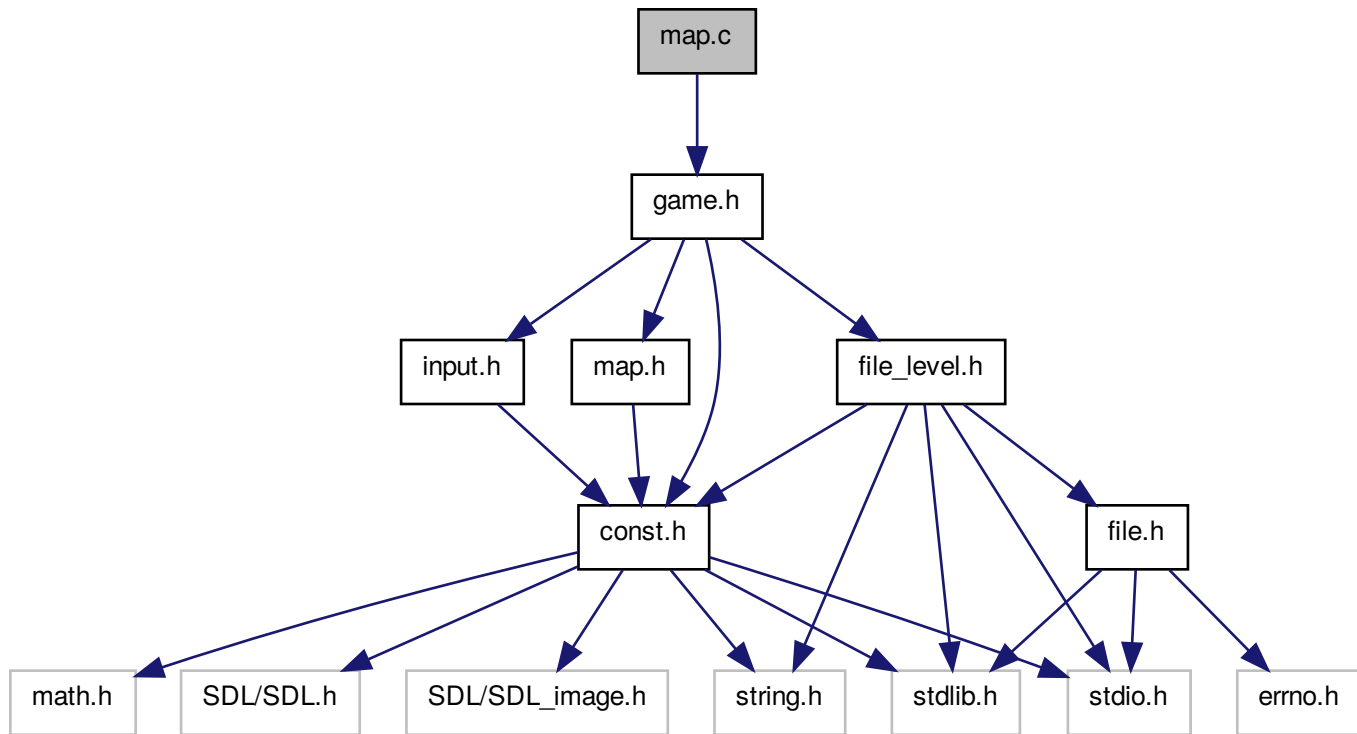 map.c
game.h
input.h
map.h
file_level.h
const.h
file.h
math.h
SDL/SDL.h
SDL/SDL_image.h
string.h
stdlib.h
stdio.h
errno.h